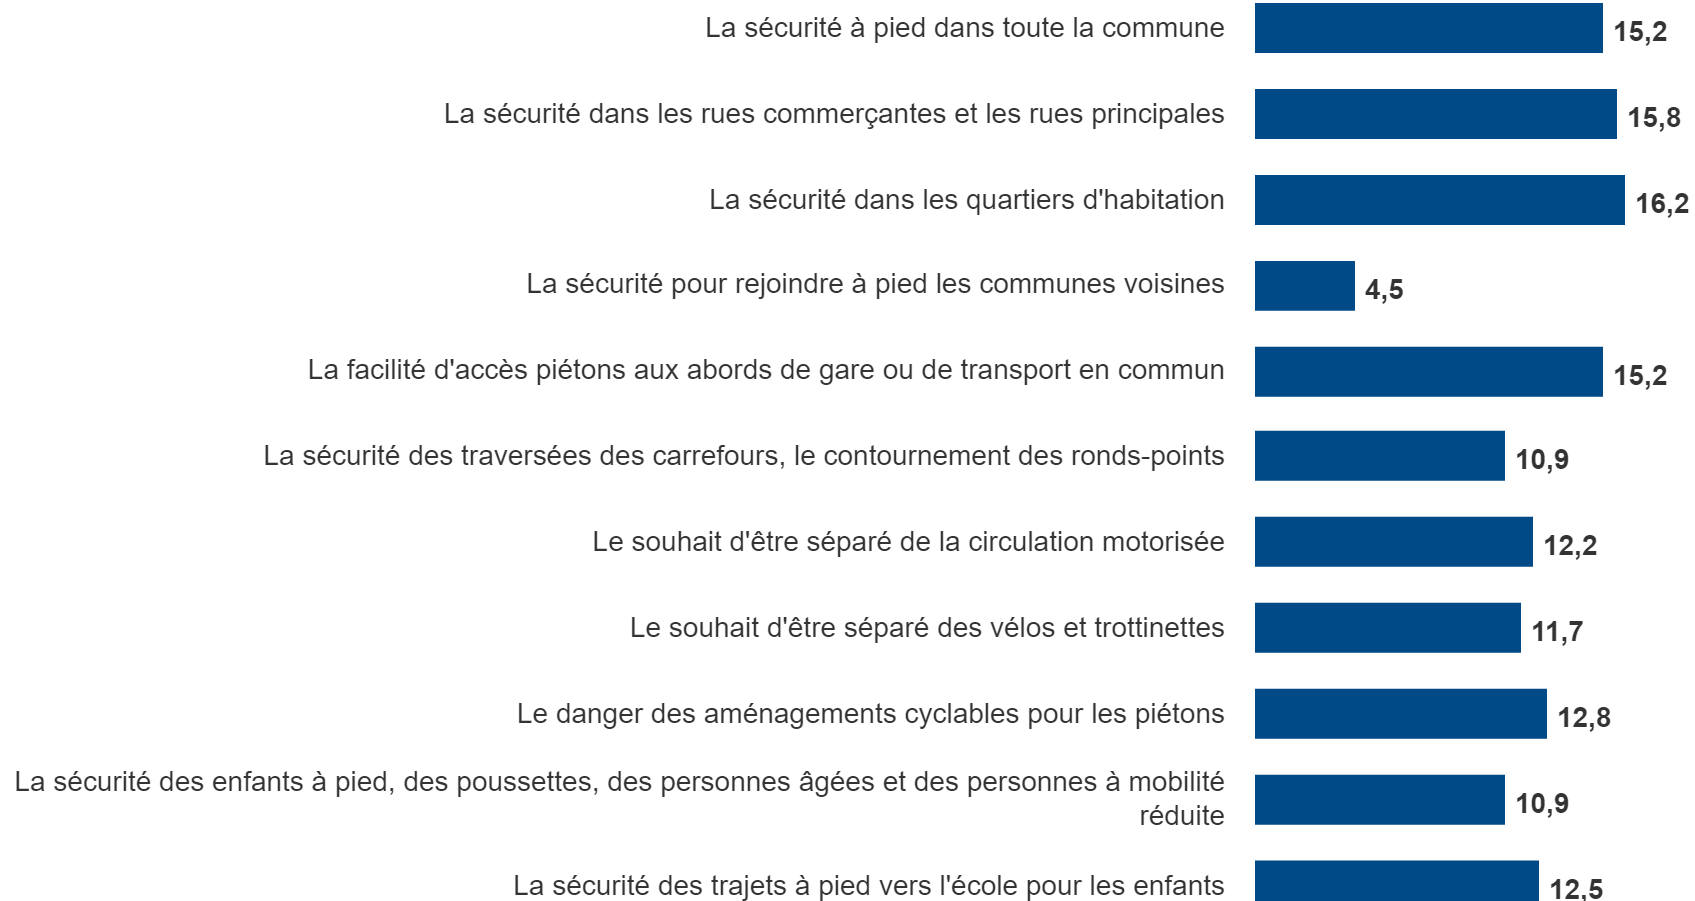 La sécurité à pied dans toute la commune 15,2
La sécurité dans les rues commerçantes et les rues principales 15,8
La sécurité dans les quartiers d'habitation 16,2
La sécurité pour rejoindre à pied les communes voisines 4,5
La facilité d'accès piétons aux abords de gare ou de transport en commun 15,2
La sécurité des traversées des carrefours, le contournement des ronds-points 10,9
Le souhait d'être séparé de la circulation motorisée 12,2
Le souhait d'être séparé des vélos et trottinettes 11,7
Le danger des aménagements cyclables pour les piétons 12,8
La sécurité des enfants à pied, des poussettes, des personnes âgées et des personnes à mobilité
réduite 10,9
La sécurité des trajets à pied vers l'école pour les enfants 12,5